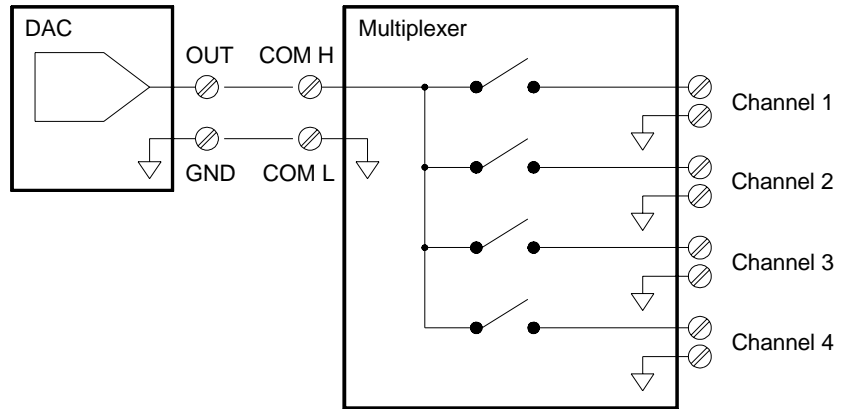 DAC
Multiplexer
OUT
COM H
GND
COM L
Channel 1
Channel 2
Channel 3
Channel 4